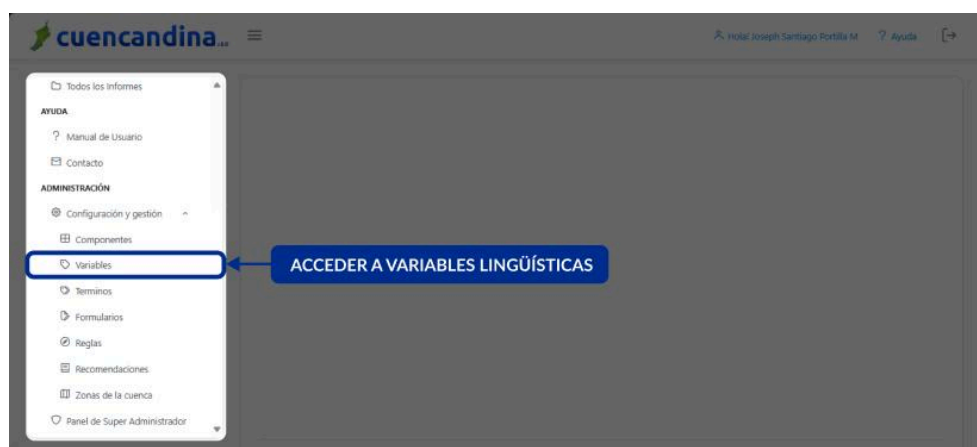 cuencandina
Hola! Joseph Santiago Portilla M
? Ayuda
Todos los Informes
AYUDA
? Manual de Usuario
Contacto
ADMINISTRACIÓN
Configuración y gestión
Componentes
Variables
ACCEDER A VARIABLES LINGÜÍSTICAS
Terminos
Formularios
Reglas
Recomendaciones
Zonas de la cuenca
Panel de Super Administrador